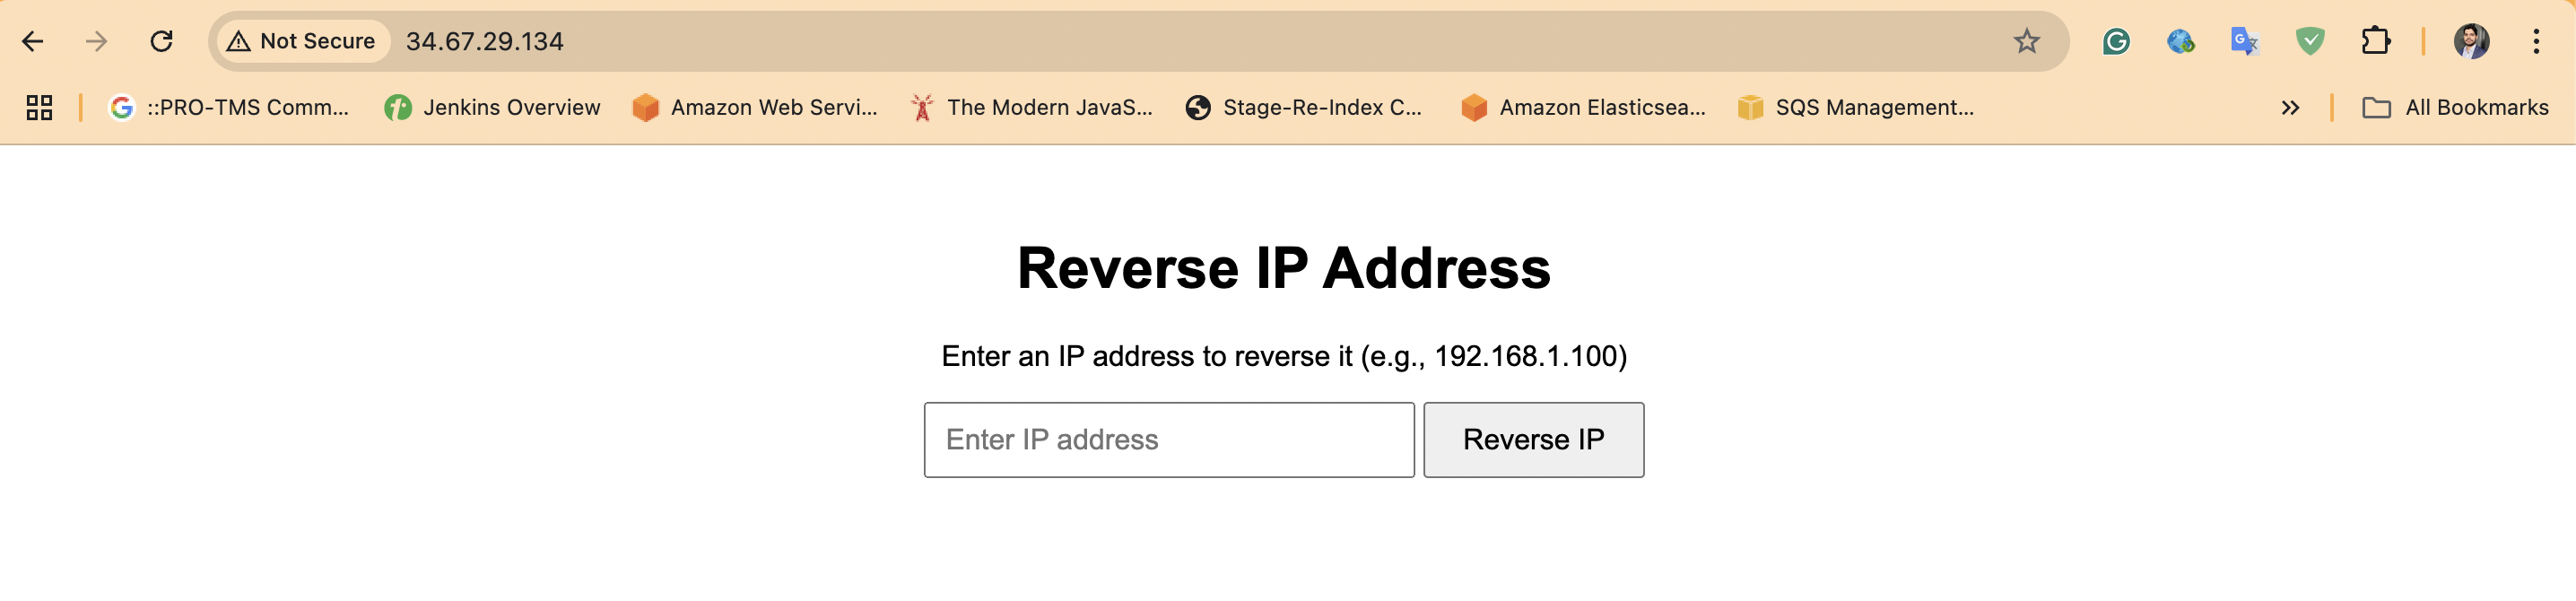 Not Secure 34.67.29.134
::PRO-TMS Comm... Jenkins Overview Amazon Web Servi... The Modern JavaS... Stage-Re-Index C... Amazon Elasticsea... SQS Management... All Bookmarks
Reverse IP Address
Enter an IP address to reverse it (e.g., 192.168.1.100)
Enter IP address Reverse IP